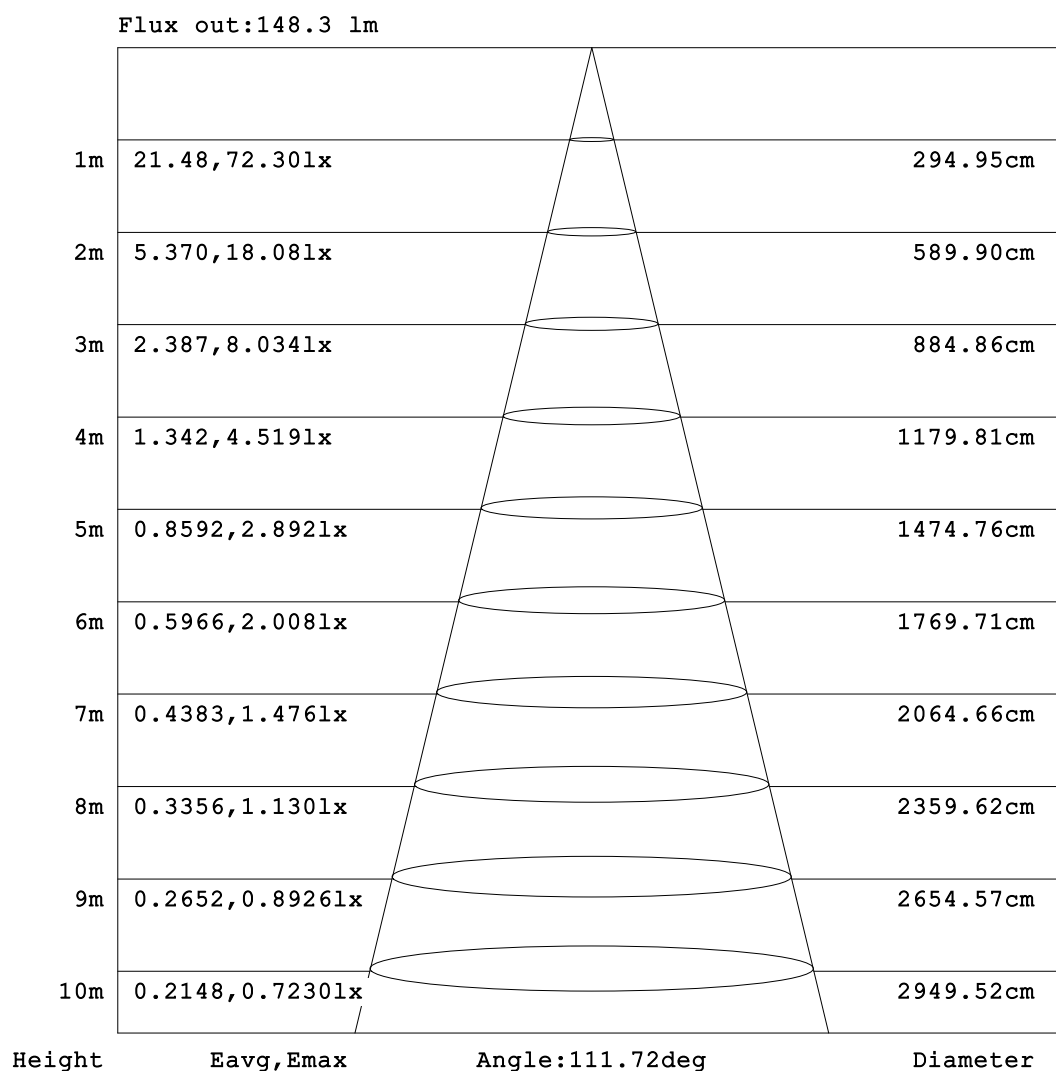 Flux out:148.3 lm
1m 21.48,72.30lx 294.95cm
2m 5.370,18.08lx 589.90cm
3m 2.387,8.034lx 884.86cm
4m 1.342,4.519lx 1179.81cm
5m 0.8592,2.892lx 1474.76cm
6m 0.5966,2.008lx 1769.71cm
7m 0.4383,1.476lx 2064.66cm
8m 0.3356,1.130lx 2359.62cm
9m 0.2652,0.8926lx 2654.57cm
10m 0.2148,0.7230lx 2949.52cm
Height Eavg,Emax Angle:111.72deg Diameter